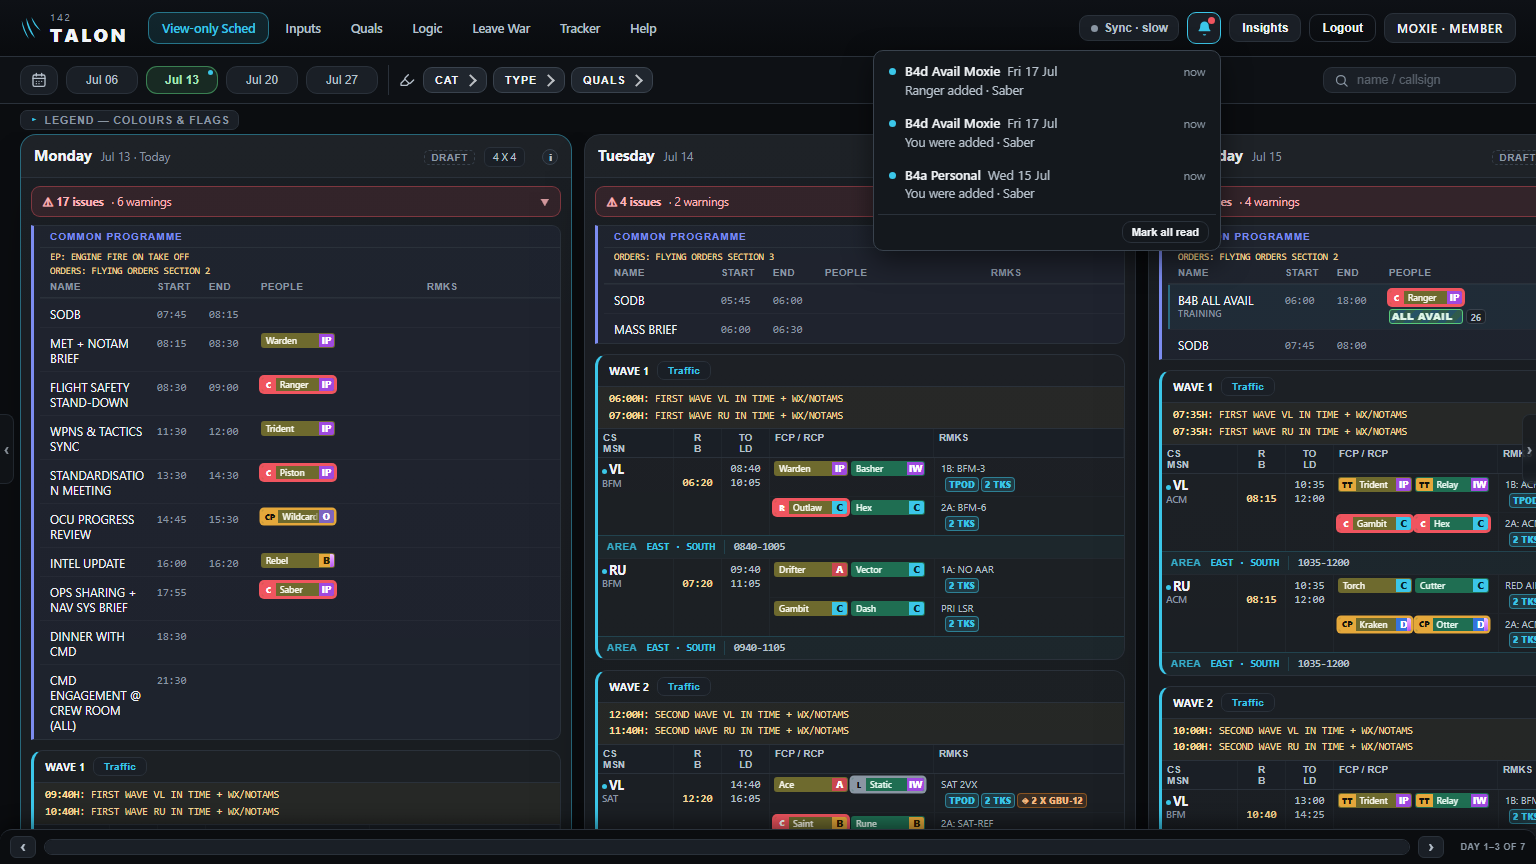 142
TALON
View-only Sched
Inputs
Quals
Logic
Leave War
Tracker
Help
Sync · slow
Insights
Logout
MOXIE · MEMBER
Jul 06
Jul 13
Jul 20
Jul 27
CAT
TYPE
QUALS
name / callsign
B4d Avail Moxie Fri 17 Jul now
Ranger added · Saber
B4d Avail Moxie Fri 17 Jul now
You were added · Saber
B4a Personal Wed 15 Jul now
You were added · Saber
Mark all read
LEGEND — COLOURS & FLAGS
Monday Jul 13 · Today DRAFT 4 X 4 i
17 issues · 6 warnings
COMMON PROGRAMME
EP: ENGINE FIRE ON TAKE OFF
ORDERS: FLYING ORDERS SECTION 2
NAME START END PEOPLE RMKS
SODB 07:45 08:15
MET + NOTAM 08:15 08:30 Warden IP
BRIEF
FLIGHT SAFETY 08:30 09:00 C Ranger IP
STAND-DOWN
WPNS & TACTICS 11:30 12:00 Trident IP
SYNC
STANDARDISATIO 13:30 14:30 C Piston IP
N MEETING
OCU PROGRESS 14:45 15:30 CP Wildcard O
REVIEW
INTEL UPDATE 16:00 16:20 Rebel B
OPS SHARING + 17:55 C Saber IP
NAV SYS BRIEF
DINNER WITH 18:30
CMD
CMD 21:30
ENGAGEMENT @
CREW ROOM
(ALL)
WAVE 1 Traffic
09:40H: FIRST WAVE VL IN TIME + WX/NOTAMS
10:40H: FIRST WAVE RU IN TIME + WX/NOTAMS
Tuesday Jul 14
4 issues · 2 warnings
COMMON PROGRAMME
ORDERS: FLYING ORDERS SECTION 3
NAME START END PEOPLE RMKS
SODB 05:45 06:00
MASS BRIEF 06:00 06:30
WAVE 1 Traffic
06:00H: FIRST WAVE VL IN TIME + WX/NOTAMS
07:00H: FIRST WAVE RU IN TIME + WX/NOTAMS
CS R TO FCP / RCP RMKS
MSN B LD
VL 08:40 Warden IP Basher IW 1B: BFM-3
BFM 06:20 10:05 TPOD 2 TKS
R Outlaw C Hex C 2A: BFM-6
2 TKS
AREA EAST · SOUTH 0840-1005
RU 09:40 Drifter A Vector C 1A: NO AAR
BFM 07:20 11:05 2 TKS
Gambit C Dash C PRI LSR
2 TKS
AREA EAST · SOUTH 0940-1105
WAVE 2 Traffic
12:00H: SECOND WAVE VL IN TIME + WX/NOTAMS
11:40H: SECOND WAVE RU IN TIME + WX/NOTAMS
CS R TO FCP / RCP RMKS
MSN B LD
VL 14:40 Ace A L Static IW SAT 2VX
SAT 12:20 16:05 TPOD 2 TKS 2 X GBU-12
C Saint B Rune B 2A: SAT-REF
day Jul 15 DRAFT
es · 4 warnings
N PROGRAMME
ORDERS: FLYING ORDERS SECTION 2
NAME START END PEOPLE
B4B ALL AVAIL 06:00 18:00 C Ranger IP
TRAINING ALL AVAIL 26
SODB 07:45 08:00
WAVE 1 Traffic
07:35H: FIRST WAVE VL IN TIME + WX/NOTAMS
07:35H: FIRST WAVE RU IN TIME + WX/NOTAMS
CS R TO FCP / RCP RMK
MSN B LD
VL 10:35 TT Trident IP TT Relay IW 1B: AC
ACM 08:15 12:00 TPOD
C Gambit C C Hex C 2A: AC
2 TK
AREA EAST · SOUTH 1035-1200
RU 10:35 Torch C Cutter C RED AI
ACM 08:15 12:00 2 TK
CP Kraken D CP Otter D 2A: AC
2 TK
AREA EAST · SOUTH 1035-1200
WAVE 2 Traffic
10:00H: SECOND WAVE VL IN TIME + WX/NOTAMS
10:00H: SECOND WAVE RU IN TIME + WX/NOTAMS
CS R TO FCP / RCP RMKS
MSN B LD
VL 13:00 TT Trident IP TT Relay IW 1B: BF
BFM 10:40 14:25 2 TK
DAY 1–3 OF 7